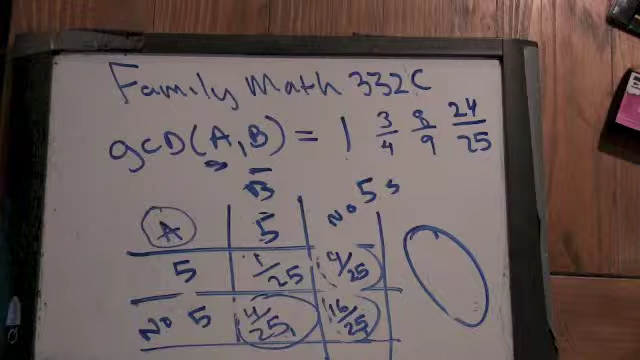 Family Math 332C
gcD(A,B) = 1 3/4 8/9 24/25
B
A 5 No 5s
5 1/25 4/25
No 5 4/25 16/25